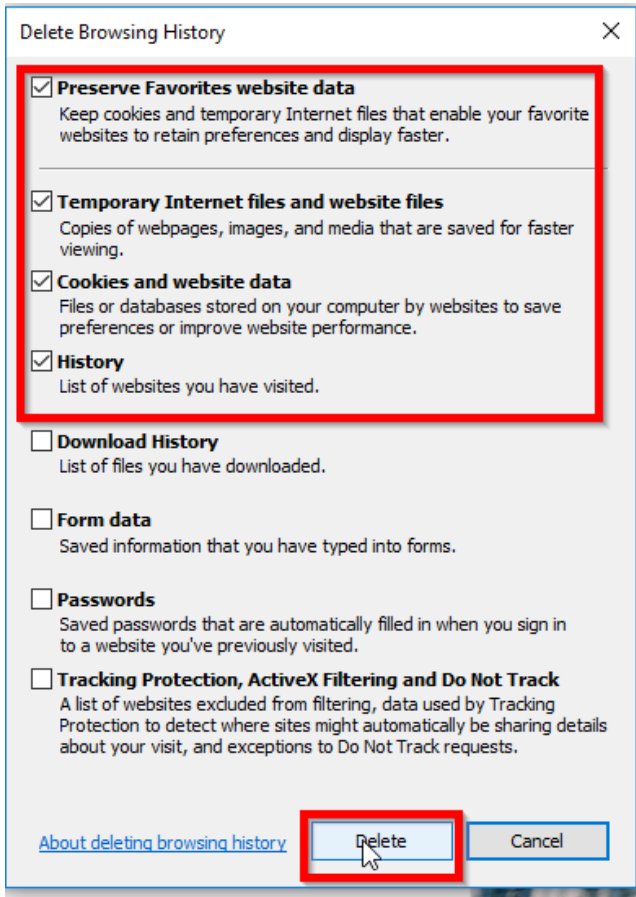 Delete Browsing History
Preserve Favorites website data
Keep cookies and temporary Internet files that enable your favorite
websites to retain preferences and display faster.
Temporary Internet files and website files
Copies of webpages, images, and media that are saved for faster
viewing.
Cookies and website data
Files or databases stored on your computer by websites to save
preferences or improve website performance.
History
List of websites you have visited.
Download History
List of files you have downloaded.
Form data
Saved information that you have typed into forms.
Passwords
Saved passwords that are automatically filled in when you sign in
to a website you've previously visited.
Tracking Protection, ActiveX Filtering and Do Not Track
A list of websites excluded from filtering, data used by Tracking
Protection to detect where sites might automatically be sharing details
about your visit, and exceptions to Do Not Track requests.
About deleting browsing history
Delete
Cancel